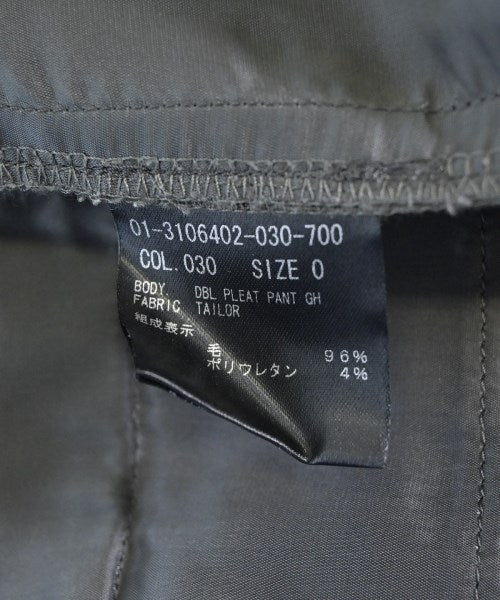 01-3106402-030-700
COL.030 SIZE 0
BODY. DBL PLEAT PANT GH
FABRIC TAILOR
組成表示
毛 96%
ポリウレタン 4%